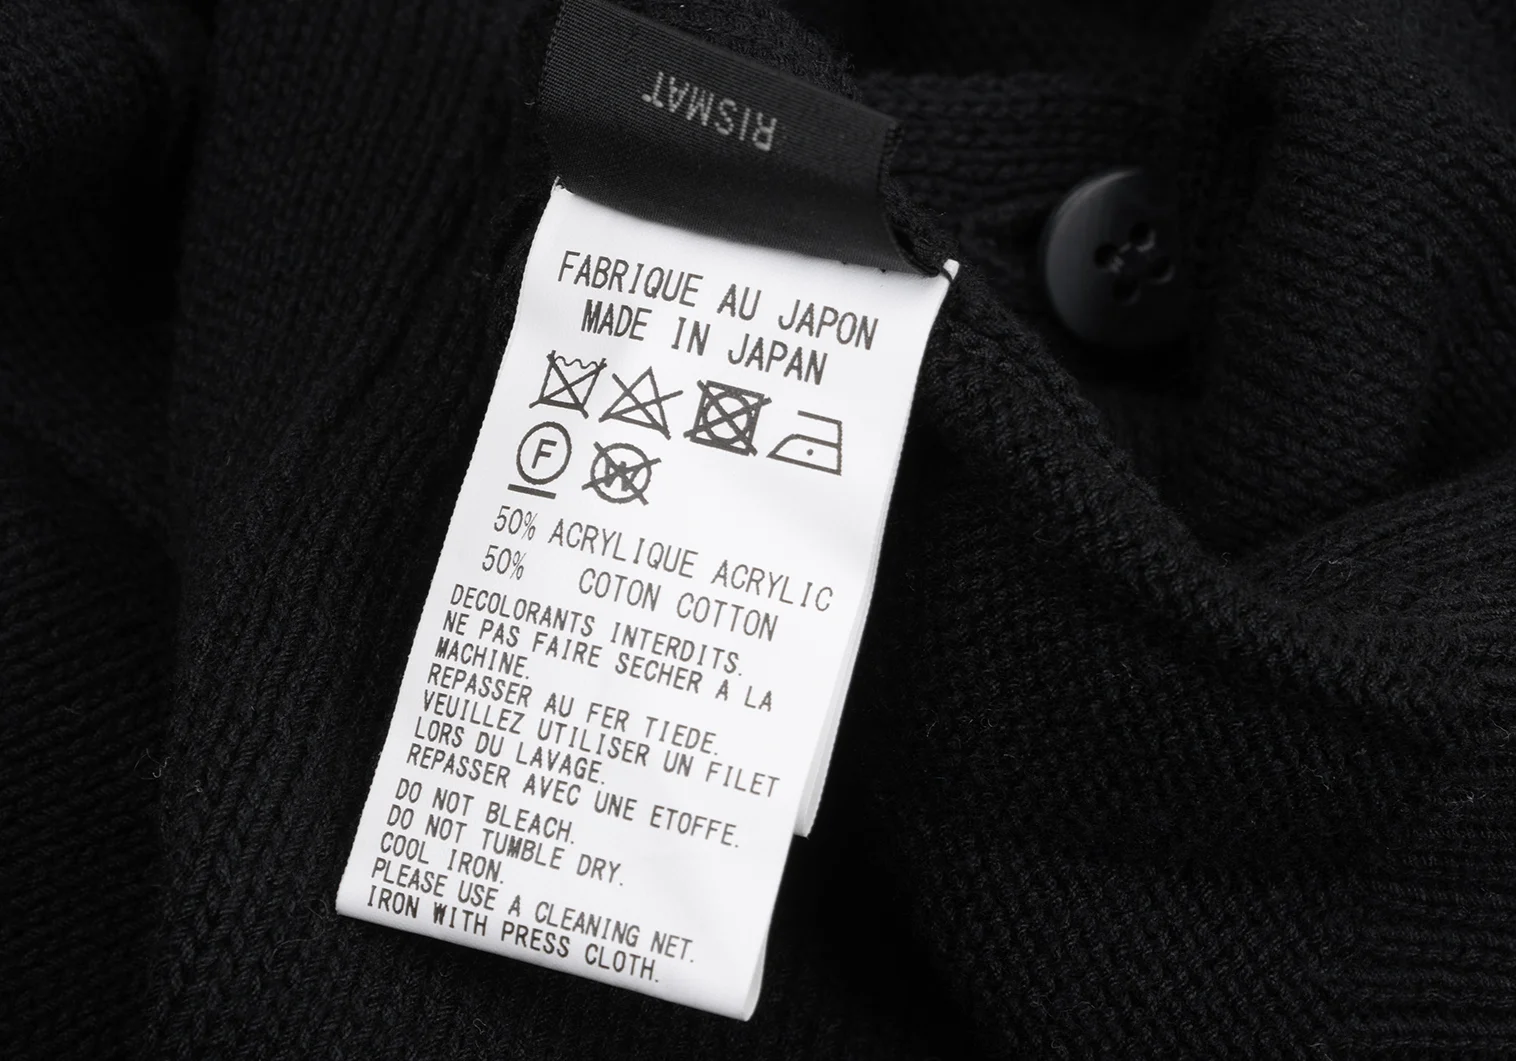 RISMAT
FABRIQUE AU JAPON
MADE IN JAPAN
F
W
50% ACRYLIQUE ACRYLIC
50% COTON COTTON
DECOLORANTS INTERDITS.
NE PAS FAIRE SECHER A LA
MACHINE.
REPASSER AU FER TIEDE.
VEUILLEZ UTILISER UN FILET
LORS DU LAVAGE.
REPASSER AVEC UNE ETOFFE.
DO NOT BLEACH.
DO NOT TUMBLE DRY.
COOL IRON.
PLEASE USE A CLEANING NET.
IRON WITH PRESS CLOTH.